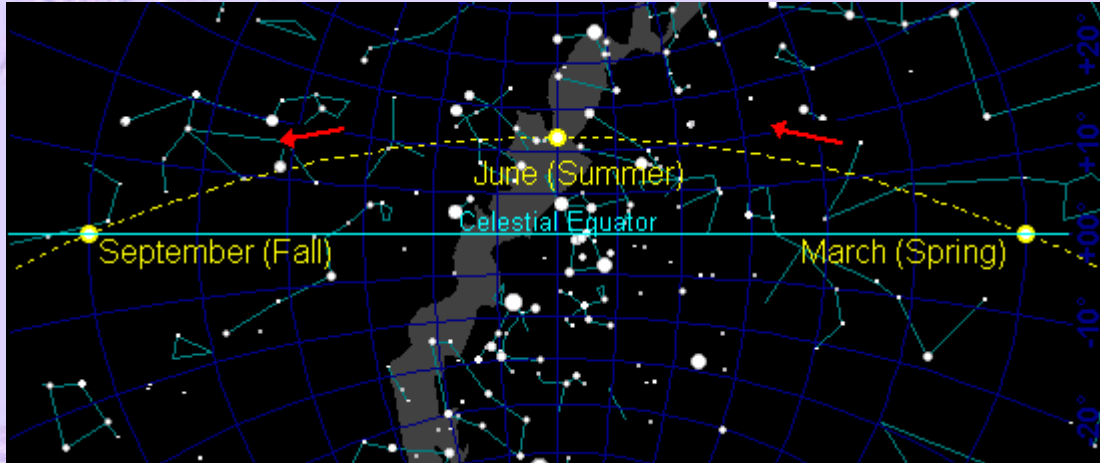 June (Summer)
Celestial Equator
September (Fall)
March (Spring)
+20°
+10°
+00°
-10°
-20°